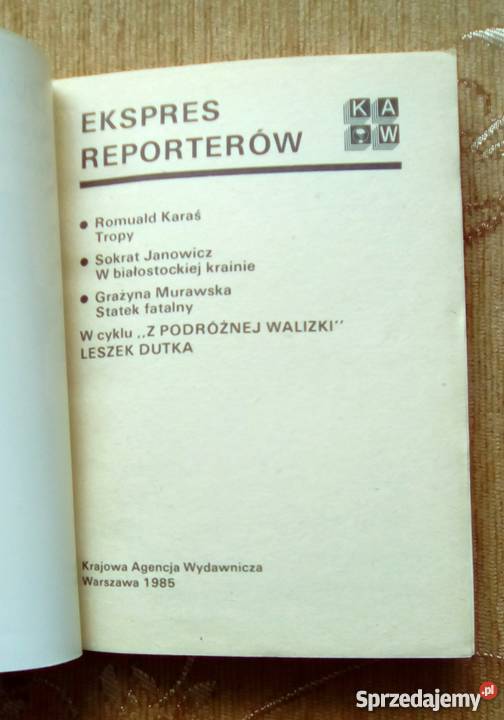 EKSPRES
REPORTERÓW
K A
W
• Romuald Karaś
Tropy
• Sokrat Janowicz
W białostockiej krainie
• Grażyna Murawska
Statek fatalny
W cyklu „Z PODRÓŻNEJ WALIZKI"
LESZEK DUTKA
Krajowa Agencja Wydawnicza
Warszawa 1985
Sprzedajemy.pl